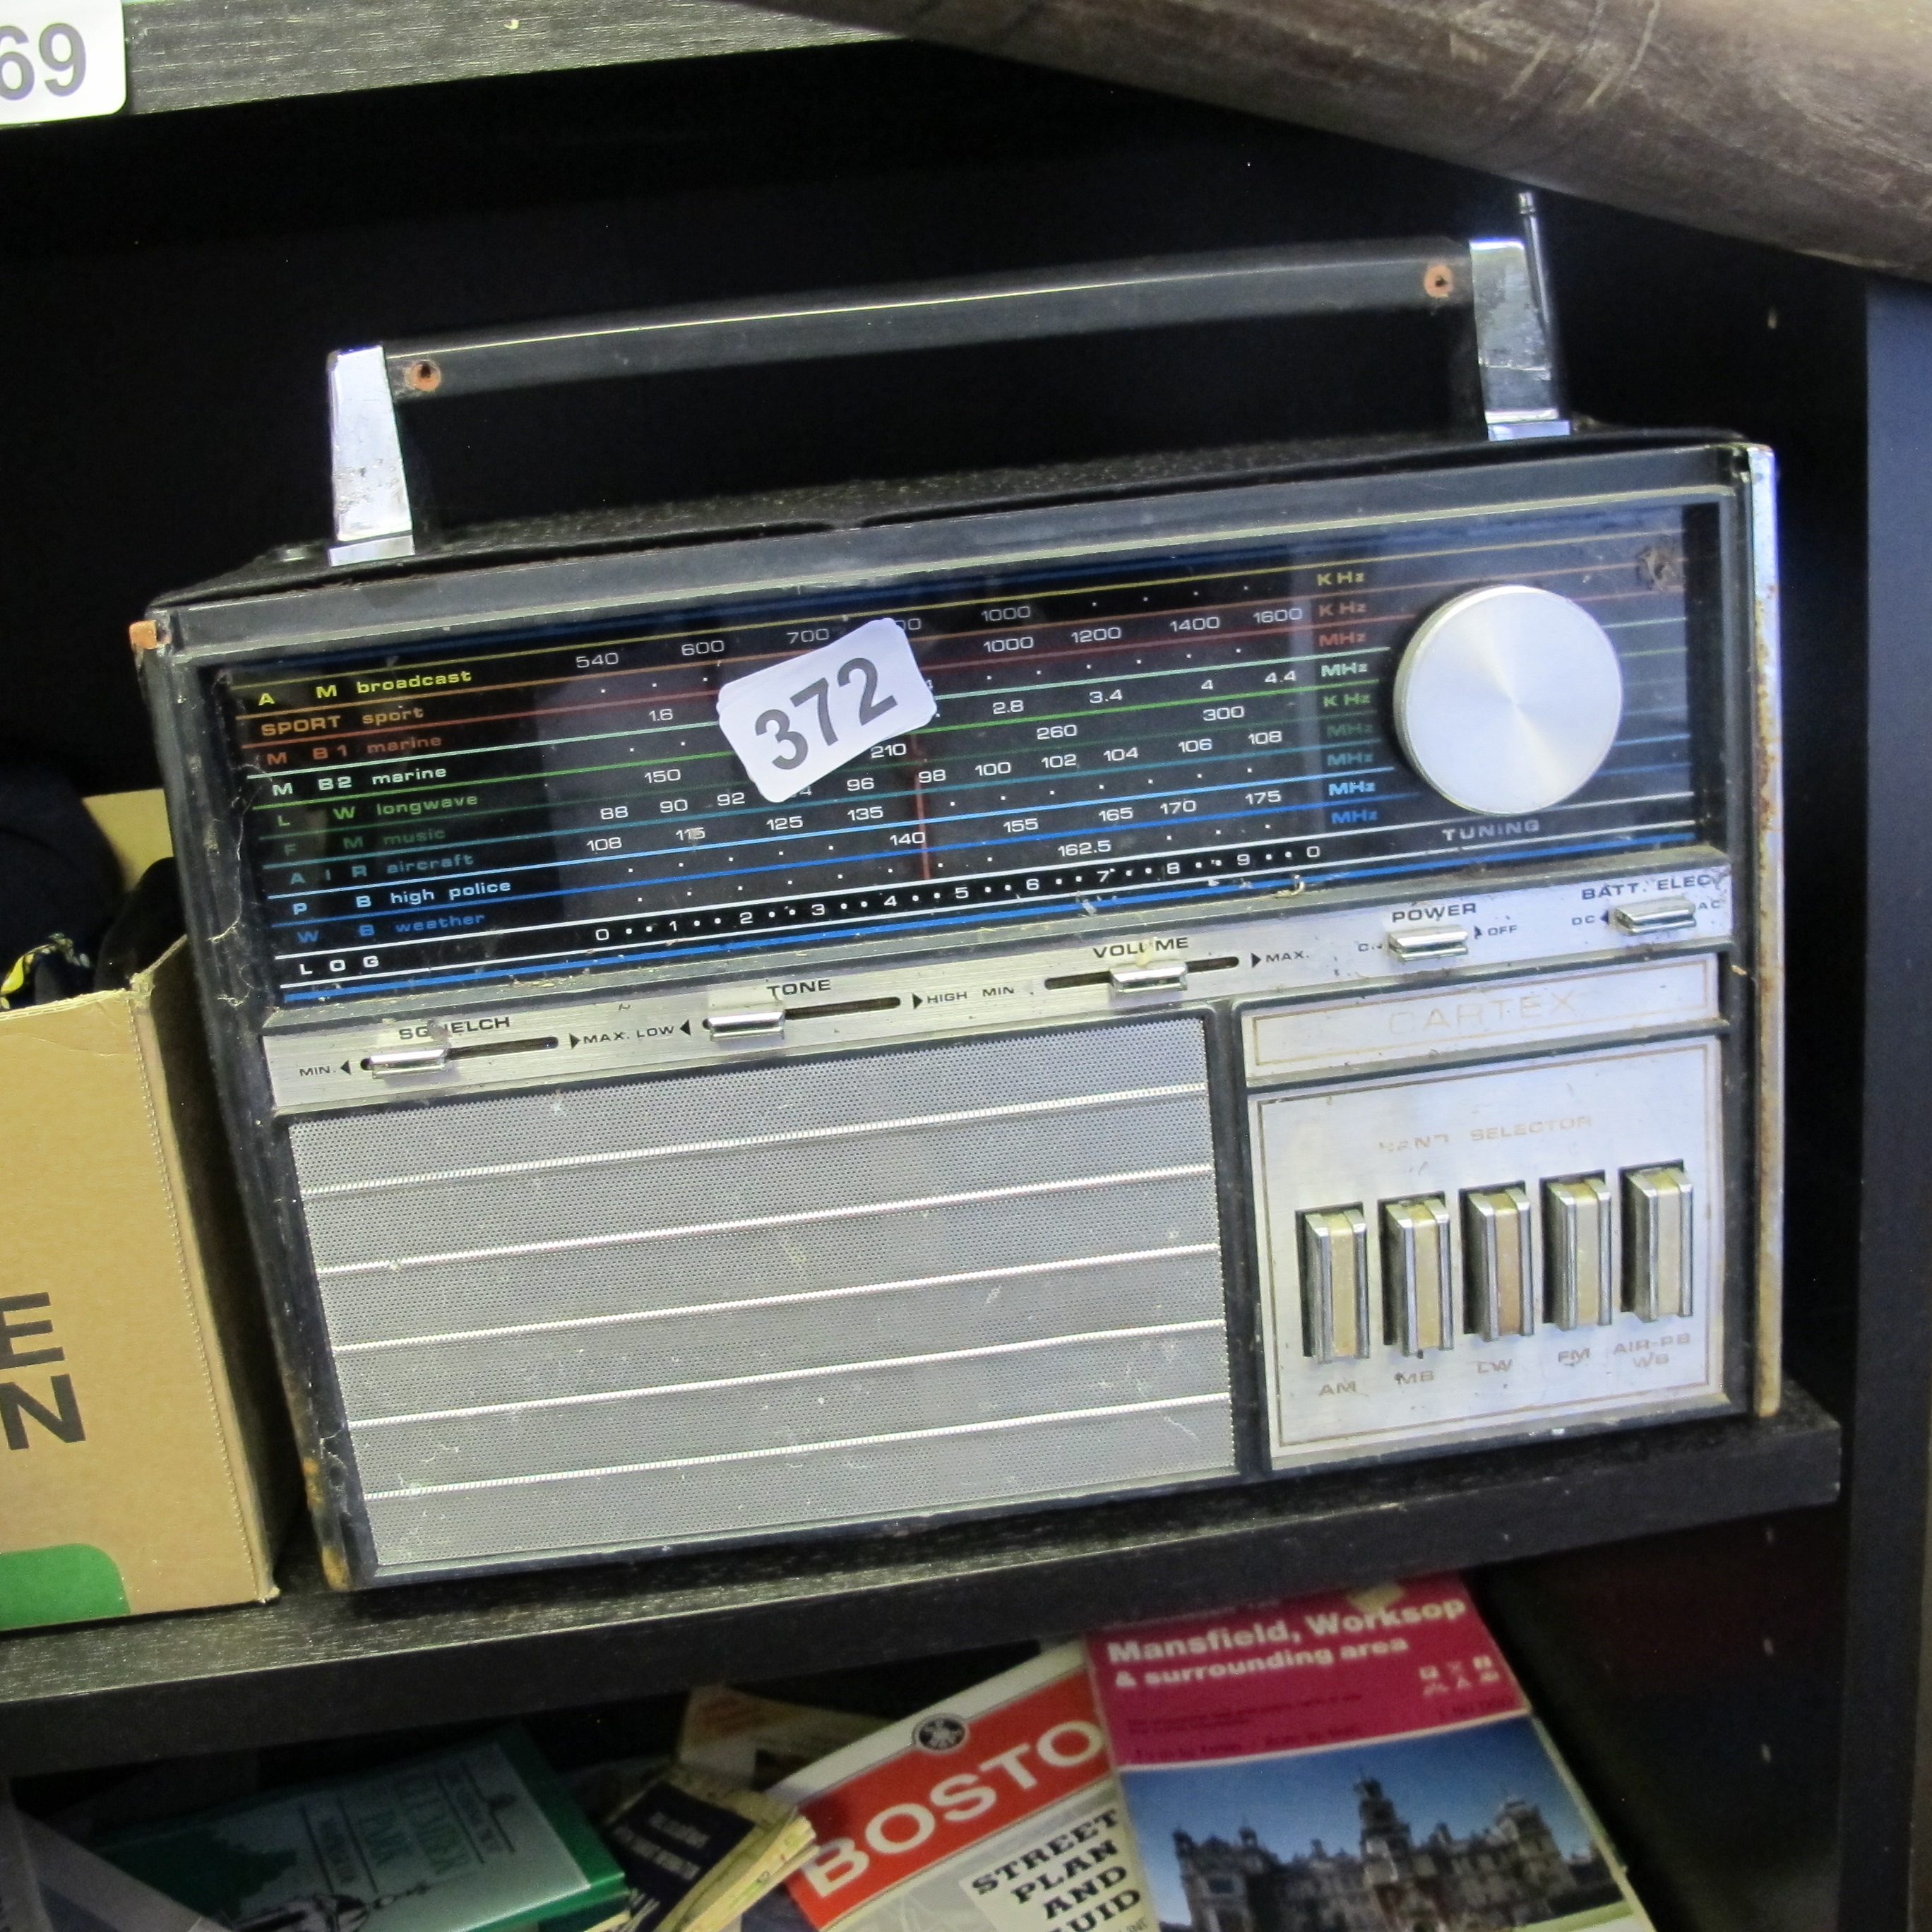 69
372
A M broadcast 540 600 700 1000 KHz
SPORT sport 1000 1200 1400 1600 KHz
M B1 marine 1.6 MHz
M B2 marine 2.8 3.4 4 4.4 MHz
L W longwave 150 210 260 300 KHz
F M music 88 90 92 96 98 100 102 104 106 108 MHz
A I R aircraft 108 115 125 135 MHz
P B high police 140 155 165 170 175 MHz
W B weather 162.5 MHz
LOG 0 1 2 3 4 5 6 7 8 9 0
TUNING
BATT. ELEC
DC AC
POWER
OFF
VOLUME
MIN MAX.
TONE
LOW HIGH
SQUELCH
MIN. MAX.
CARTEX
SELECTOR
AM MB LW FM AIR-PB
WB
E
N
Mansfield, Worksop
& surrounding area
BOSTO
STREET
PLAN
AND
UID